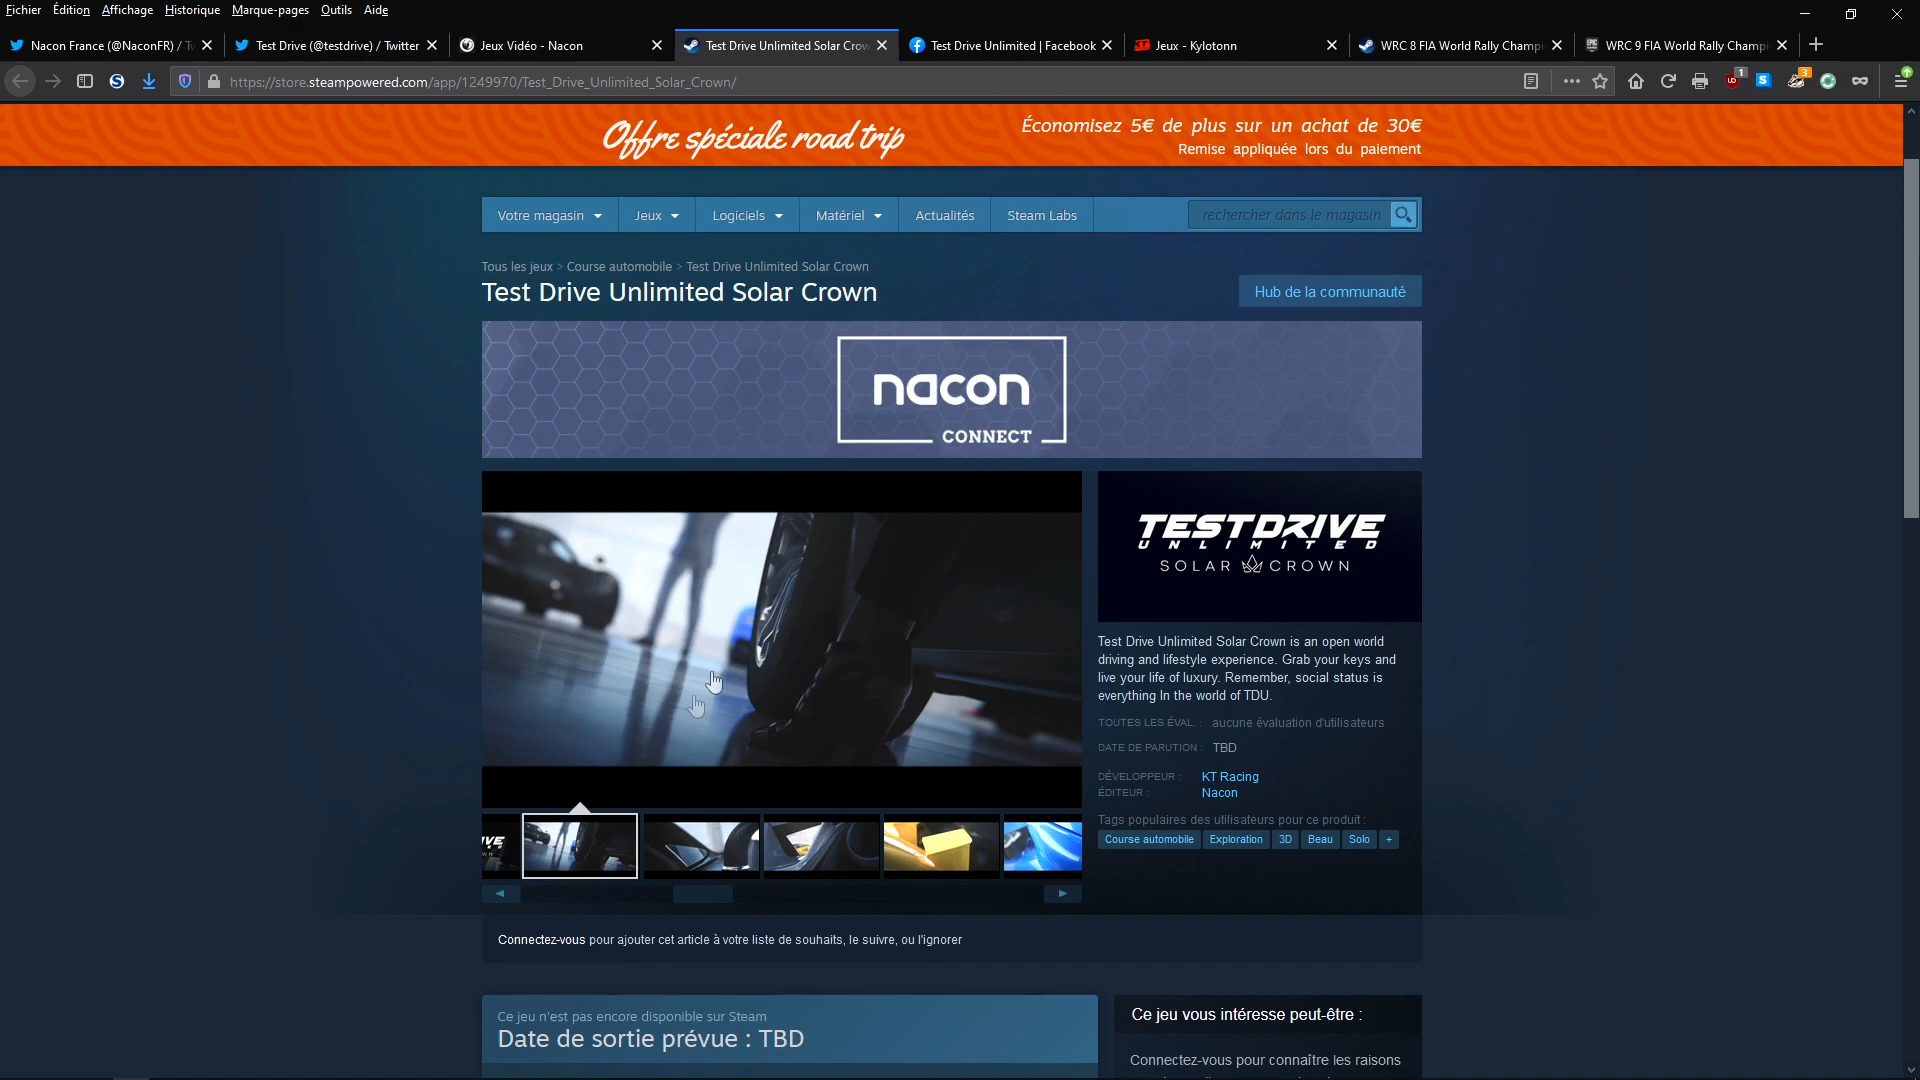 Fichier Édition Affichage Historique Marque-pages Outils Aide
Nacon France (@NaconFR) / Tw
Test Drive (@testdrive) / Twitter
Jeux Vidéo - Nacon
Test Drive Unlimited Solar Crow
Test Drive Unlimited | Facebook
Jeux - Kylotonn
WRC 8 FIA World Rally Champi
WRC 9 FIA World Rally Champi
https://store.steampowered.com/app/1249970/Test_Drive_Unlimited_Solar_Crown/
1
3
Offre spéciale road trip
Économisez 5€ de plus sur un achat de 30€
Remise appliquée lors du paiement
Votre magasin Jeux Logiciels Matériel Actualités Steam Labs
rechercher dans le magasin
Tous les jeux > Course automobile > Test Drive Unlimited Solar Crown
Test Drive Unlimited Solar Crown
Hub de la communauté
nacon
CONNECT
TEST DRIVE
UNLIMITED
SOLAR CROWN
Test Drive Unlimited Solar Crown is an open world
driving and lifestyle experience. Grab your keys and
live your life of luxury. Remember, social status is
everything In the world of TDU.
TOUTES LES ÉVAL. : aucune évaluation d'utilisateurs
DATE DE PARUTION : TBD
DÉVELOPPEUR : KT Racing
ÉDITEUR : Nacon
Tags populaires des utilisateurs pour ce produit :
Course automobile Exploration 3D Beau Solo +
Connectez-vous pour ajouter cet article à votre liste de souhaits, le suivre, ou l'ignorer
Ce jeu n'est pas encore disponible sur Steam
Date de sortie prévue : TBD
Ce jeu vous intéresse peut-être :
Connectez-vous pour connaître les raisons